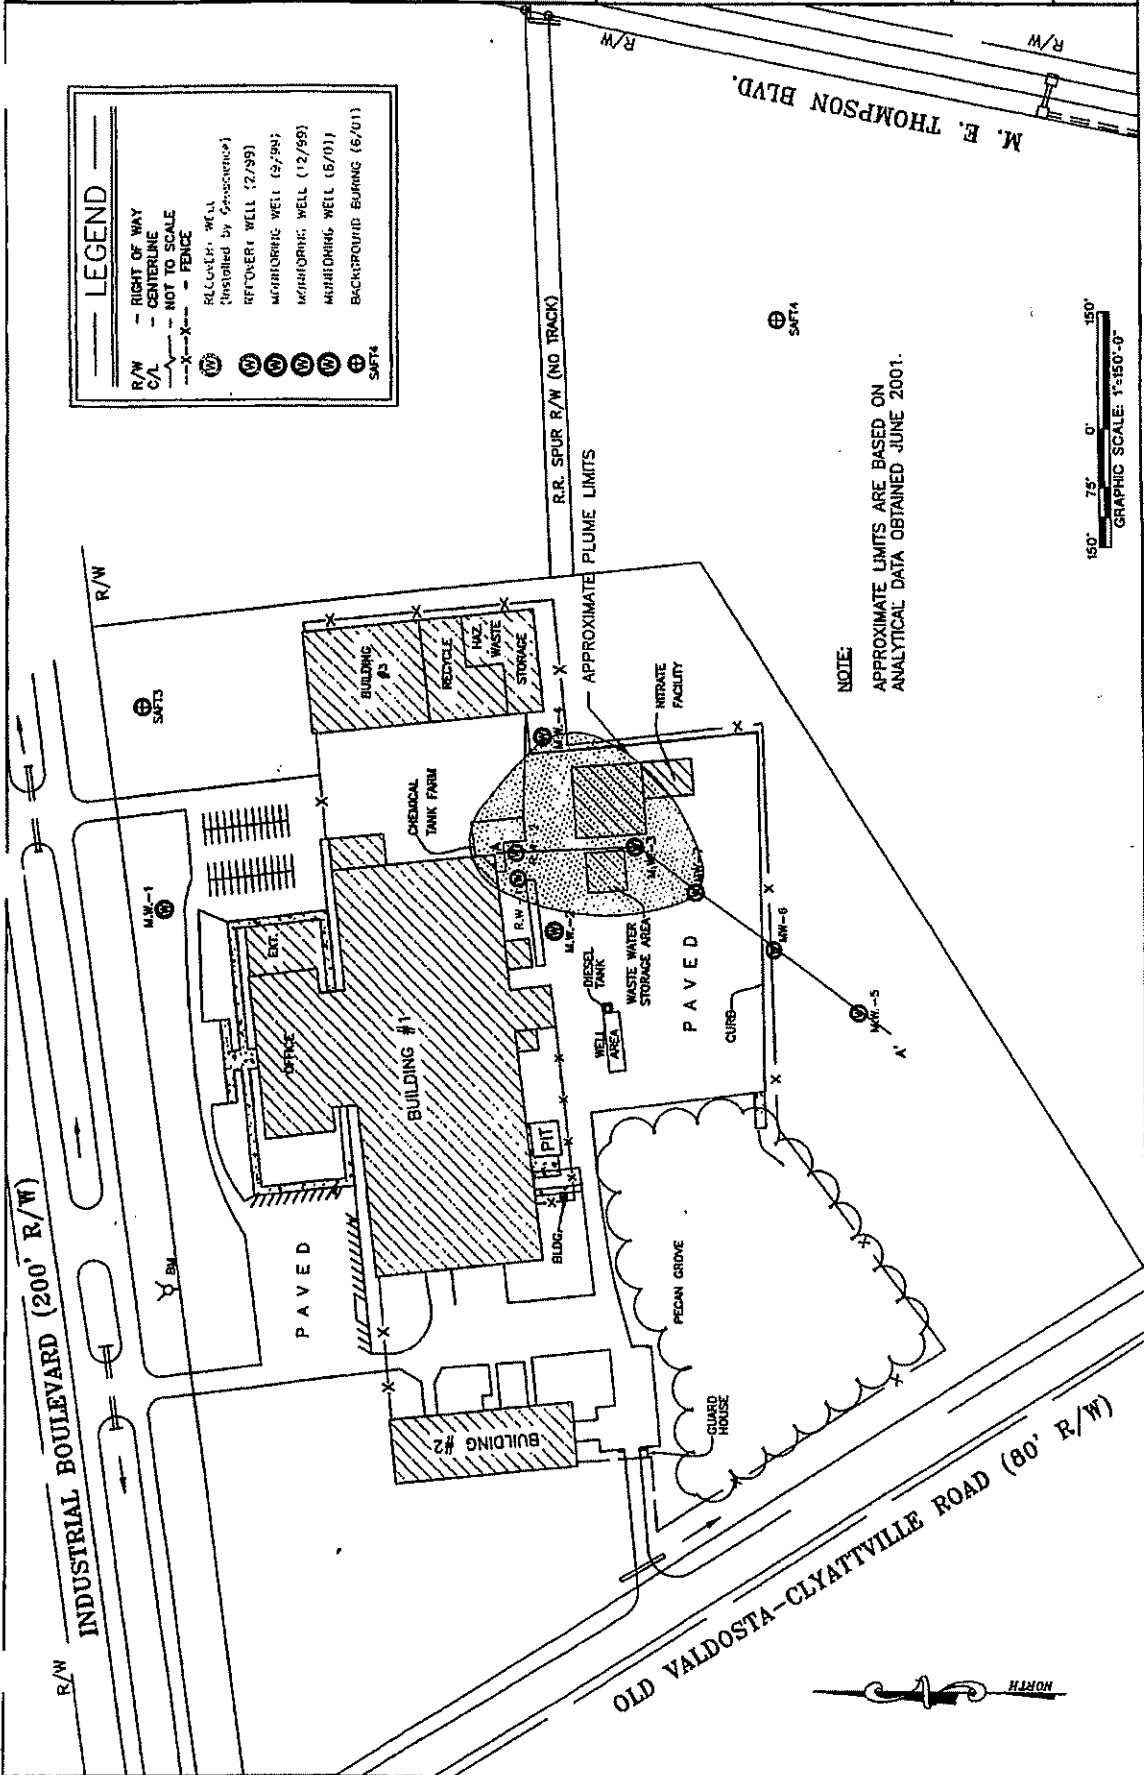 INDUSTRIAL BOULEVARD (200' R/W)
R/W
R/W
SAFT3
M.W.-1
BM
PAVED
OFFICE
EXT.
BUILDING #1
BUILDING #2
BUILDING
#3
RECYCLE
HAZ.
WASTE
STORAGE
CHEMICAL
TANK FARM
M.W.-4
R.W.
M.W.-2
DIESEL
TANK
WELL
AREA
WASTE WATER
STORAGE AREA
NITRATE
FACILITY
APPROXIMATE PLUME LIMITS
R.R. SPUR R/W (NO TRACK)
PAVED
CURB
MW-6
M.W.-5
A'
PIT
BLDG.
PECAN GROVE
GUARD
HOUSE
OLD VALDOSTA-CLYATTVILLE ROAD (80' R/W)
NORTH
M. E. THOMPSON BLVD.
R/W
R/W
SAFT4
NOTE:
APPROXIMATE LIMITS ARE BASED ON
ANALYTICAL DATA OBTAINED JUNE 2001.
150' 75' 0' 150'
GRAPHIC SCALE: 1"=150'-0"
LEGEND
R/W - RIGHT OF WAY
C/L - CENTERLINE
- NOT TO SCALE
---X---X--- - FENCE
RECOVERY WELL
(Installed by Geoscience)
RECOVERY WELL (2/99)
MONITORING WELL (9/99)
MONITORING WELL (12/99)
MONITORING WELL (6/01)
BACKGROUND BORING (6/01)
SAFT4